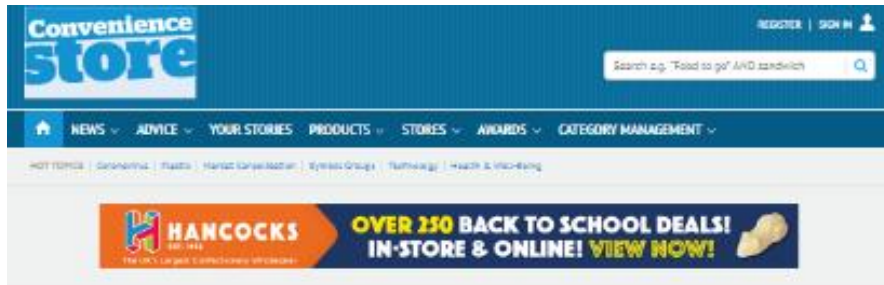 Convenience
Store
REGISTER | SIGN IN
Search e.g. "Food to go" AND sandwich
NEWS ADVICE YOUR STORIES PRODUCTS STORES AWARDS CATEGORY MANAGEMENT
HOT TOPICS | Coronavirus | Plastic | Market Consolidation | Symbol Groups | Technology | Health & Well-Being
HANCOCKS
EST. 1962
The UK's Largest Confectionery Wholesaler
OVER 250 BACK TO SCHOOL DEALS!
IN-STORE & ONLINE! VIEW NOW!